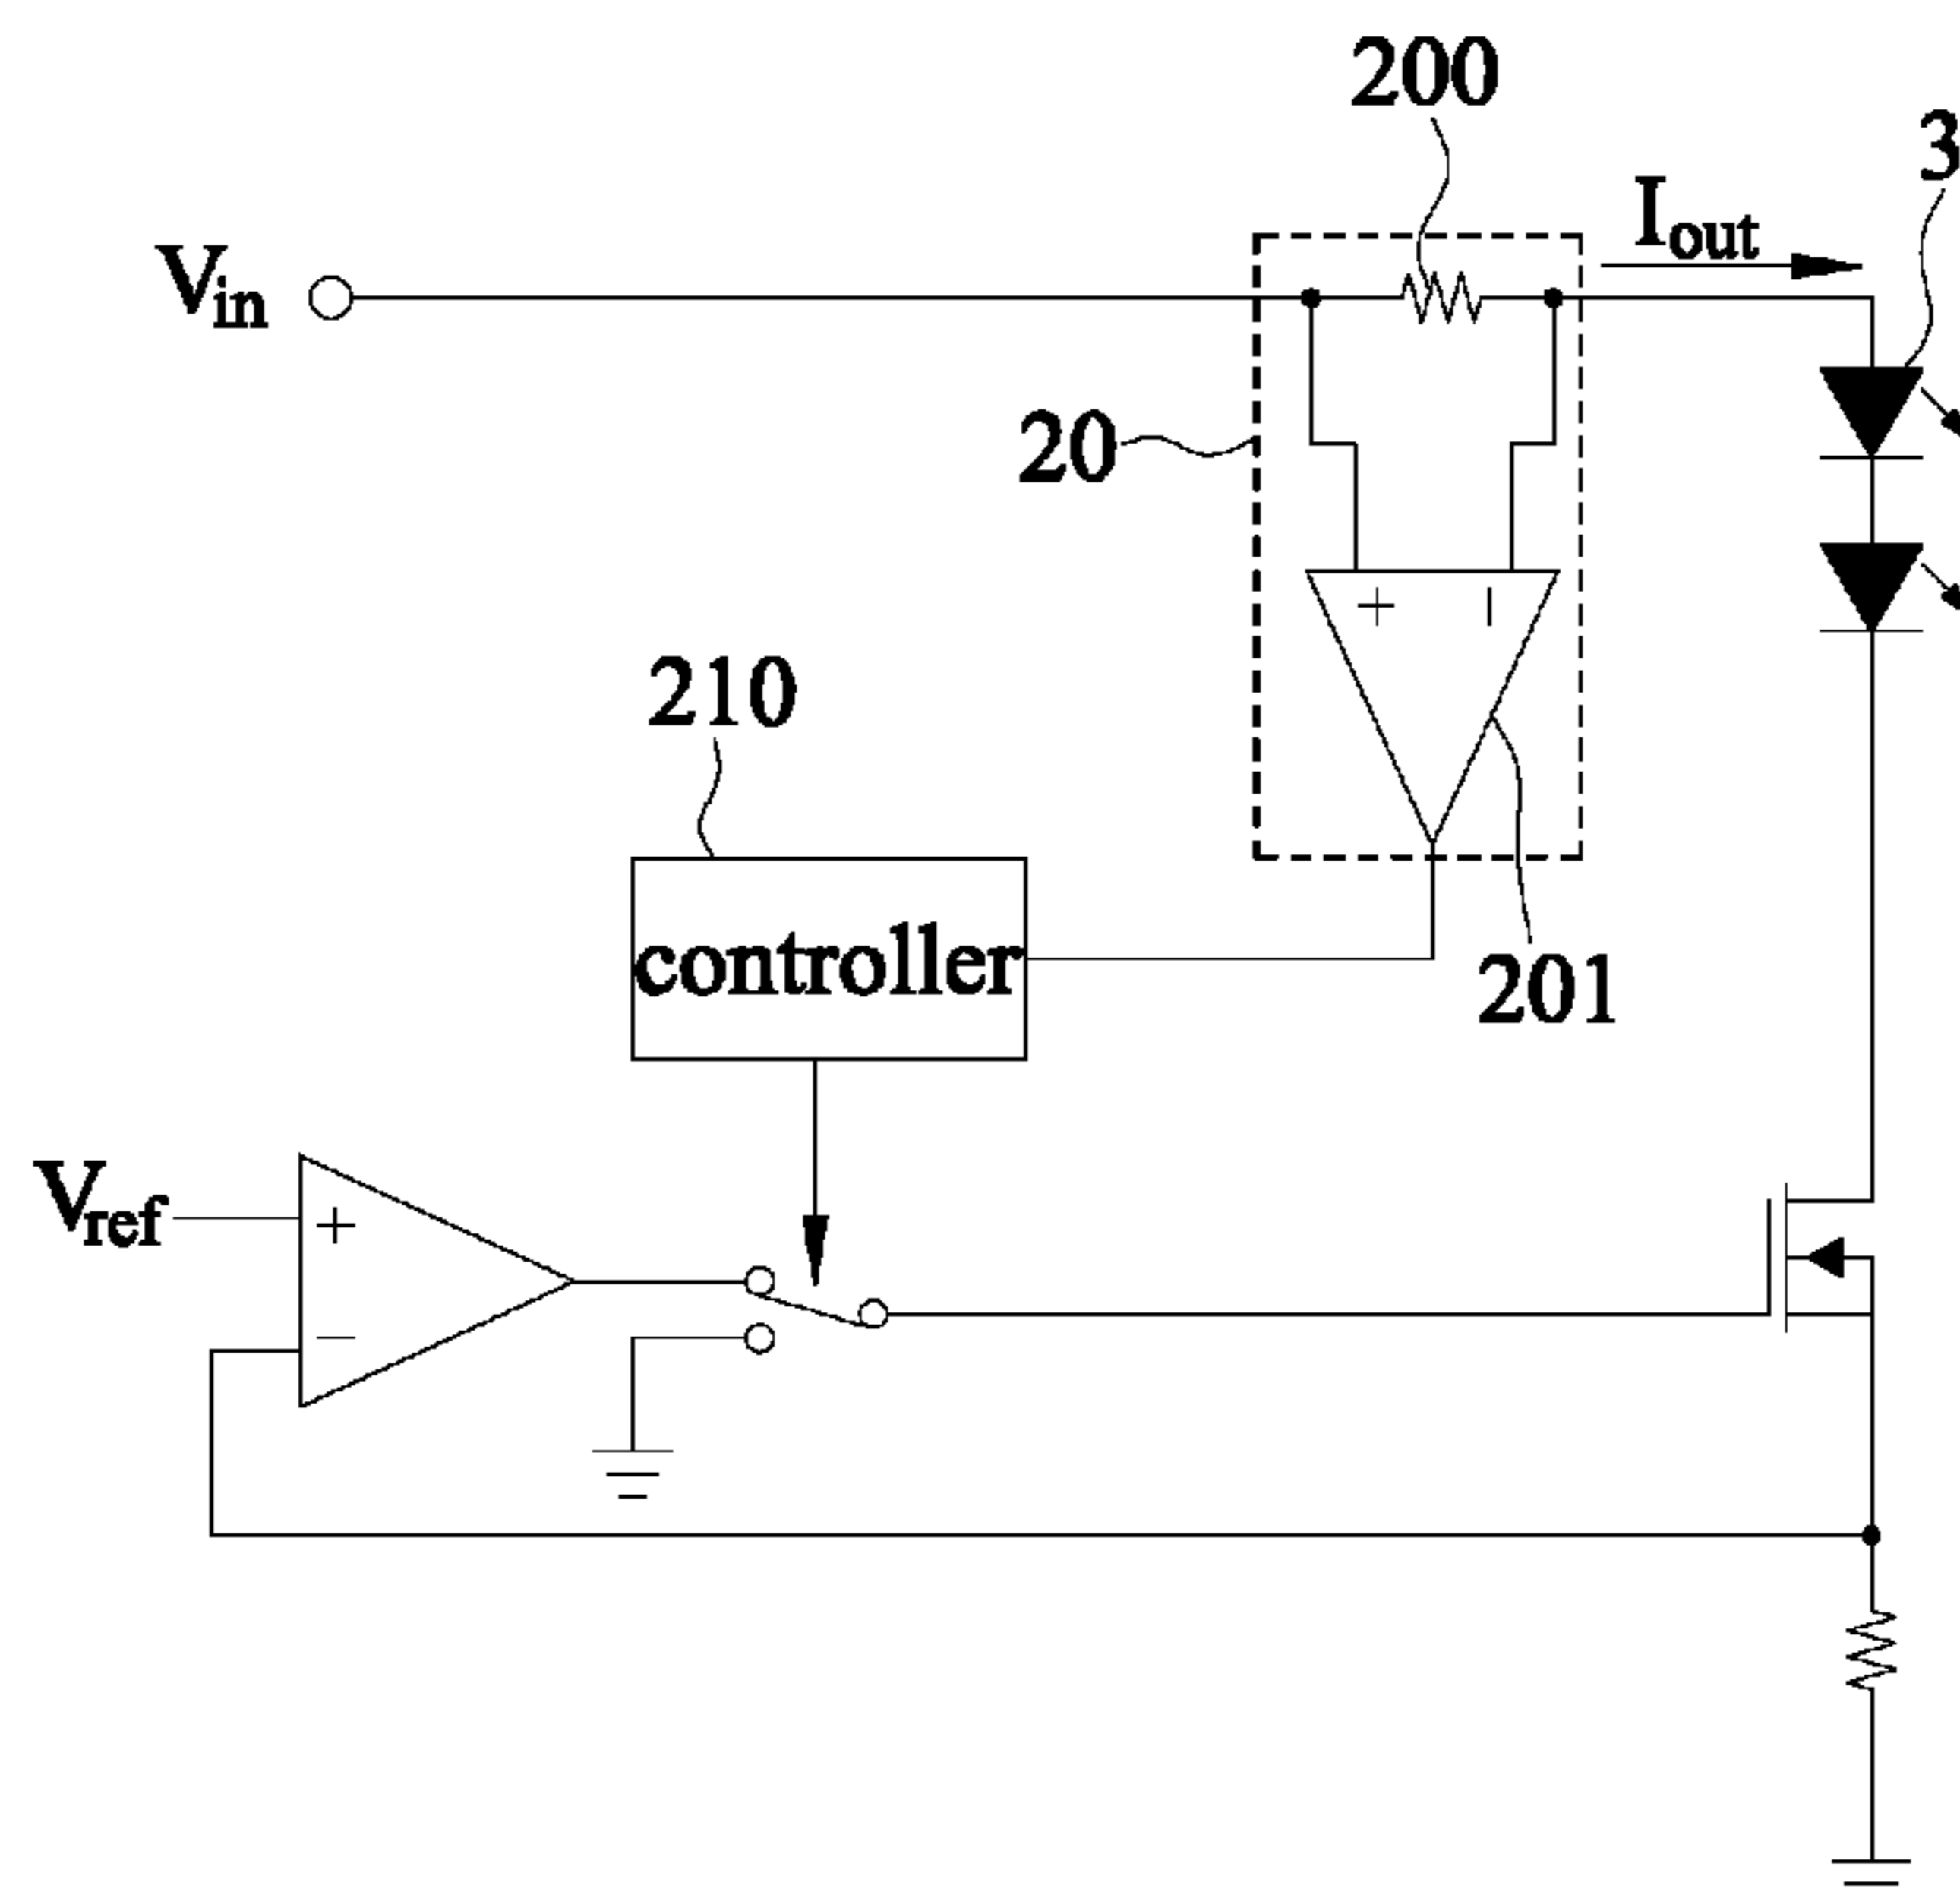 200
3
Iout
Vin
20
210
controller
201
Vref
+
−
+
−